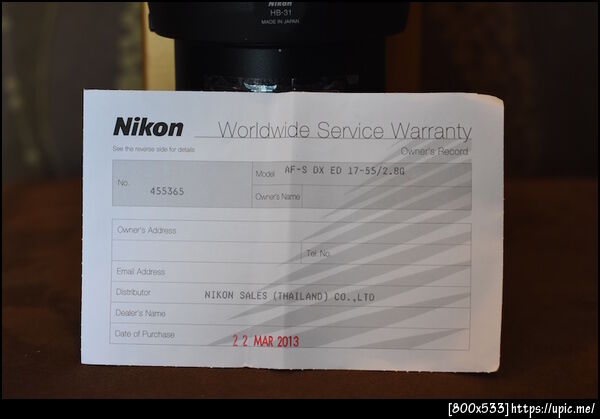 Nikon
HB-31
MADE IN JAPAN
Nikon Worldwide Service Warranty
See the reverse side for details
Owner's Record
No. 455365
Model AF-S DX ED 17-55/2.8G
Owner's Name
Owner's Address
Tel. No.
Email Address
Distributor NIKON SALES (THAILAND) CO.,LTD
Dealer's Name
Date of Purchase 22 MAR 2013
[800x533]https://upic.me/